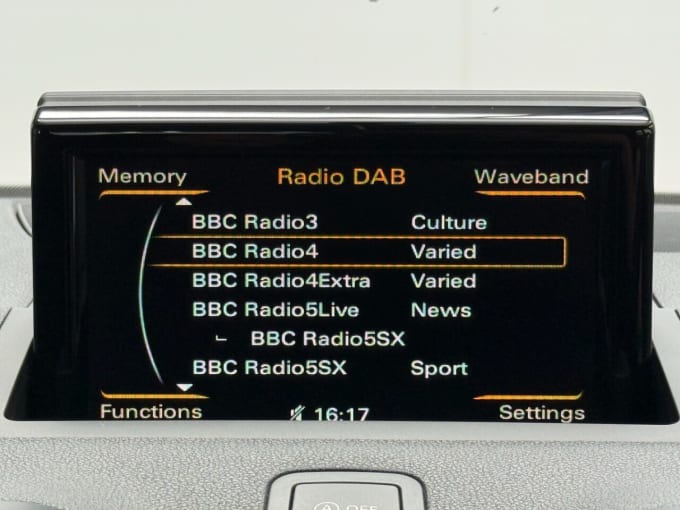 Memory Radio DAB Waveband
BBC Radio3 Culture
BBC Radio4 Varied
BBC Radio4Extra Varied
BBC Radio5Live News
BBC Radio5SX
BBC Radio5SX Sport
Functions 16:17 Settings
A OFF